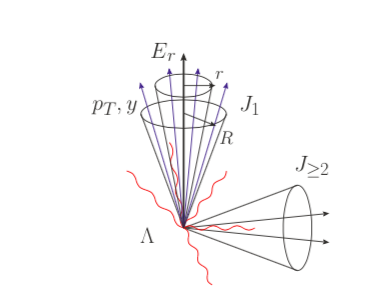 E_r
r
p_T, y
J_1
R
J_{≥2}
Λ